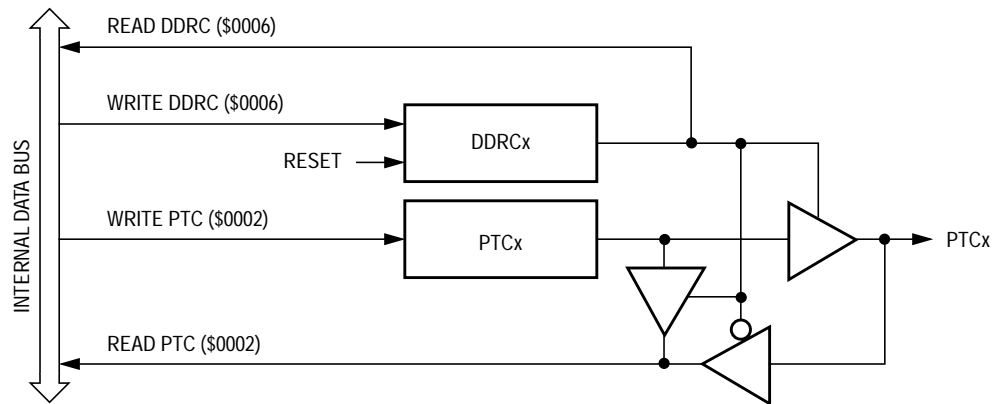 READ DDRC ($0006)
WRITE DDRC ($0006)
DDRCx
RESET
WRITE PTC ($0002)
PTCx
PTCx
READ PTC ($0002)
INTERNAL DATA BUS